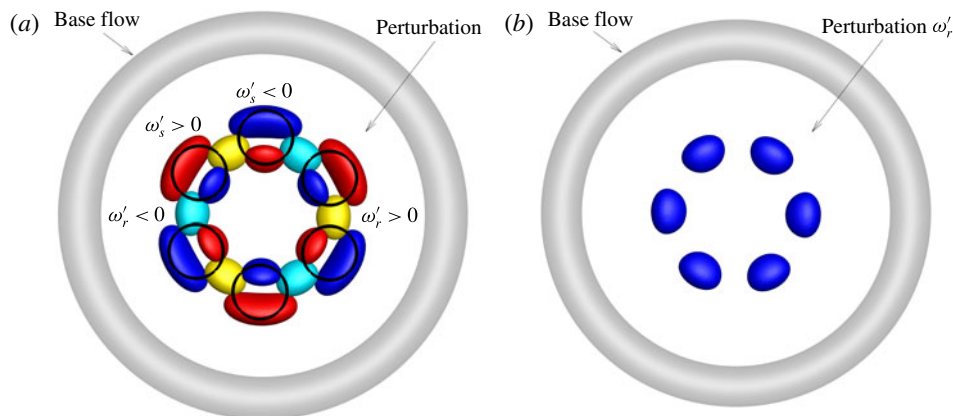 (a) Base flow
Perturbation
ω′ₛ < 0
ω′ₛ > 0
ω′ᵣ < 0
ω′ᵣ > 0
(b) Base flow
Perturbation ω′ᵣ